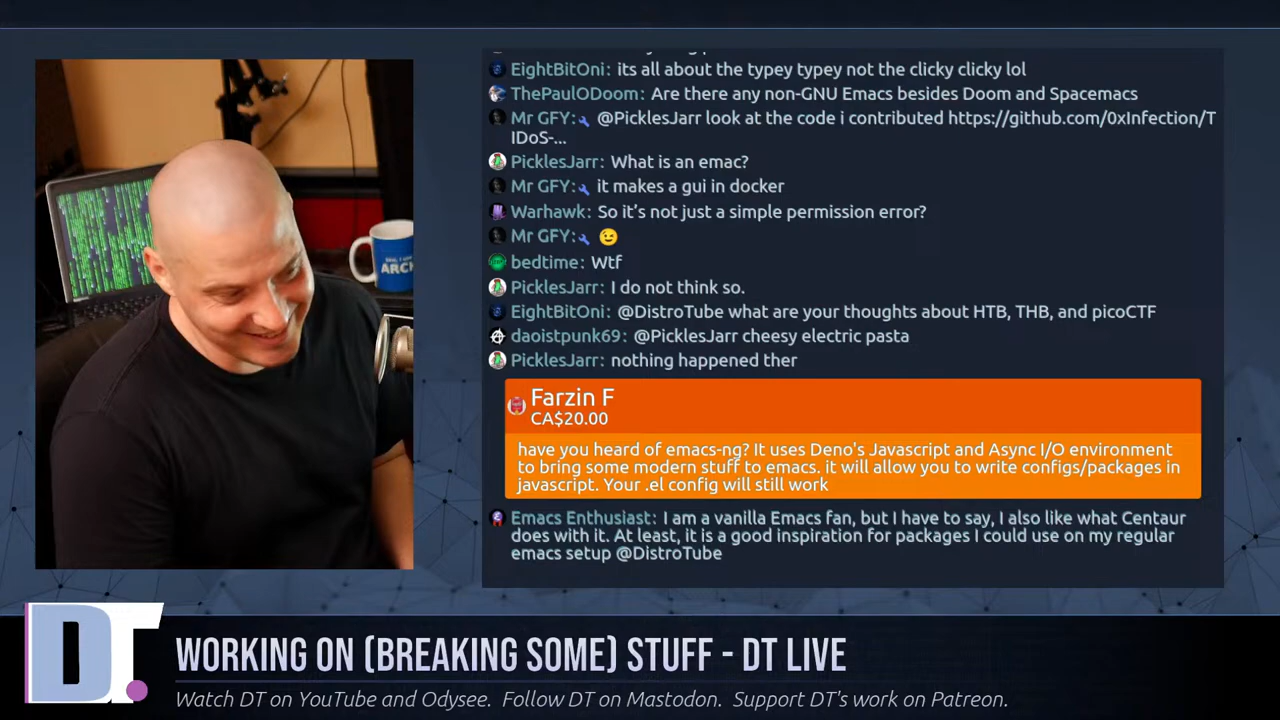 EightBitOni: its all about the typey typey not the clicky clicky lol
ThePaulODoom: Are there any non-GNU Emacs besides Doom and Spacemacs
Mr GFY: @PicklesJarr look at the code i contributed https://github.com/0xInfection/T
IDoS-...
PicklesJarr: What is an emac?
Mr GFY: it makes a gui in docker
Warhawk: So it's not just a simple permission error?
Mr GFY: 😉
bedtime: Wtf
PicklesJarr: I do not think so.
EightBitOni: @DistroTube what are your thoughts about HTB, THB, and picoCTF
daoistpunk69: @PicklesJarr cheesy electric pasta
PicklesJarr: nothing happened ther
Farzin F
CA$20.00
have you heard of emacs-ng? It uses Deno's Javascript and Async I/O environment
to bring some modern stuff to emacs. it will allow you to write configs/packages in
javascript. Your .el config will still work
Emacs Enthusiast: I am a vanilla Emacs fan, but I have to say, I also like what Centaur
does with it. At least, it is a good inspiration for packages I could use on my regular
emacs setup @DistroTube
ARCH
DT.
WORKING ON (BREAKING SOME) STUFF - DT LIVE
Watch DT on YouTube and Odysee. Follow DT on Mastodon. Support DT's work on Patreon.